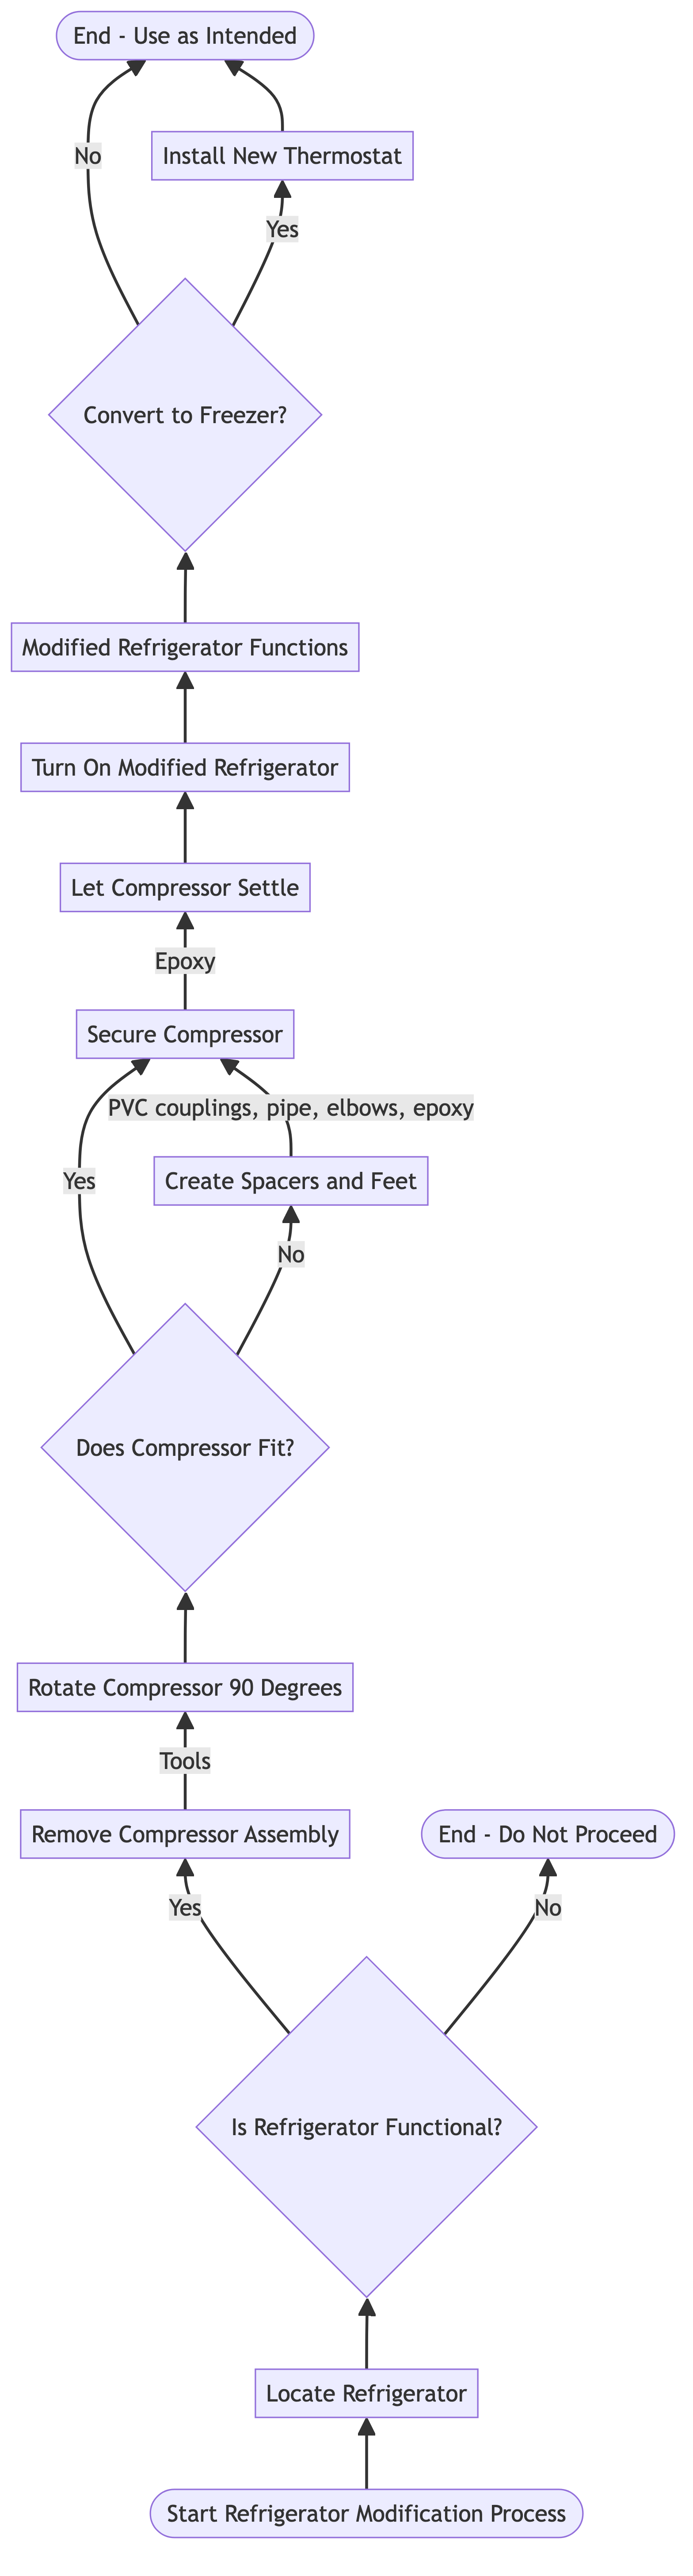 End - Use as Intended
Install New Thermostat
No
Yes
Convert to Freezer?
Modified Refrigerator Functions
Turn On Modified Refrigerator
Let Compressor Settle
Epoxy
Secure Compressor
PVC couplings, pipe, elbows, epoxy
Yes
Create Spacers and Feet
No
Does Compressor Fit?
Rotate Compressor 90 Degrees
Tools
Remove Compressor Assembly
End - Do Not Proceed
Yes
No
Is Refrigerator Functional?
Locate Refrigerator
Start Refrigerator Modification Process